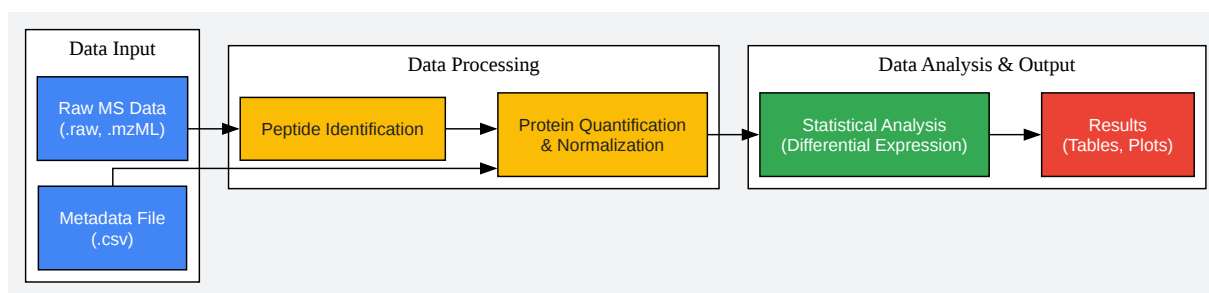 Data Input
Raw MS Data
(.raw, .mzML)
Metadata File
(.csv)
Data Processing
Peptide Identification
Protein Quantification
& Normalization
Data Analysis & Output
Statistical Analysis
(Differential Expression)
Results
(Tables, Plots)